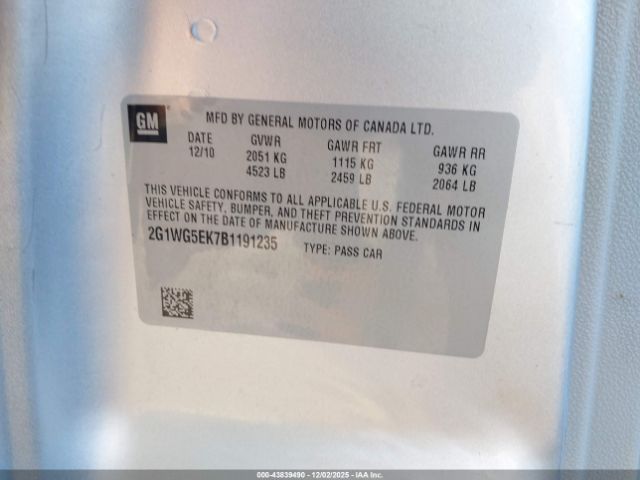 GM
MFD BY GENERAL MOTORS OF CANADA LTD.
DATE GVWR GAWR FRT GAWR RR
12/10 2051 KG 1115 KG 936 KG
4523 LB 2459 LB 2064 LB
THIS VEHICLE CONFORMS TO ALL APPLICABLE U.S. FEDERAL MOTOR
VEHICLE SAFETY, BUMPER, AND THEFT PREVENTION STANDARDS IN
EFFECT ON THE DATE OF MANUFACTURE SHOWN ABOVE.
2G1WG5EK7B1191235 TYPE: PASS CAR
000-43839490 - 12/02/2025 - IAA Inc.